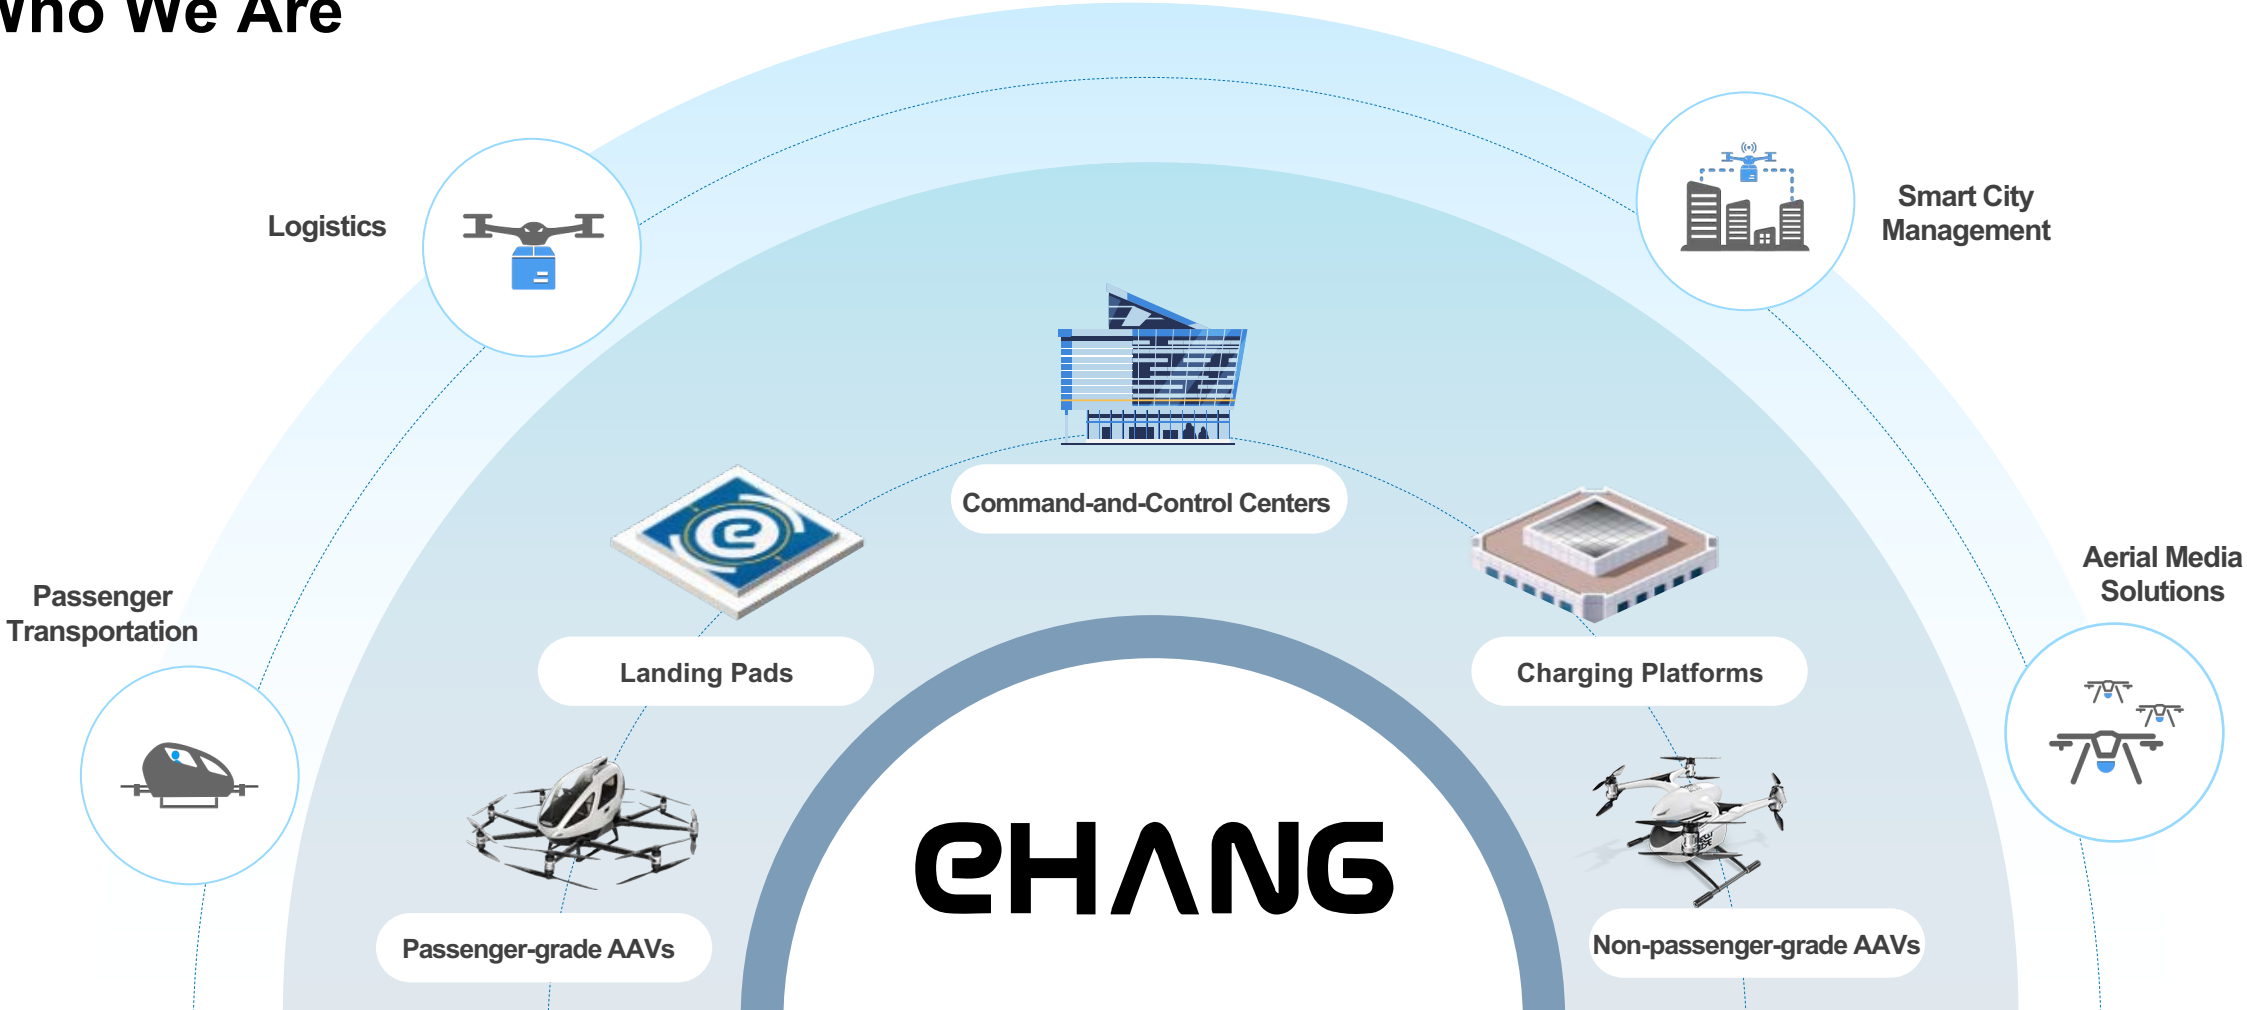 Who We Are
Logistics
Smart City
Management
Command-and-Control Centers
Passenger
Transportation
Aerial Media
Solutions
Landing Pads
Charging Platforms
eHANG
Passenger-grade AAVs
Non-passenger-grade AAVs